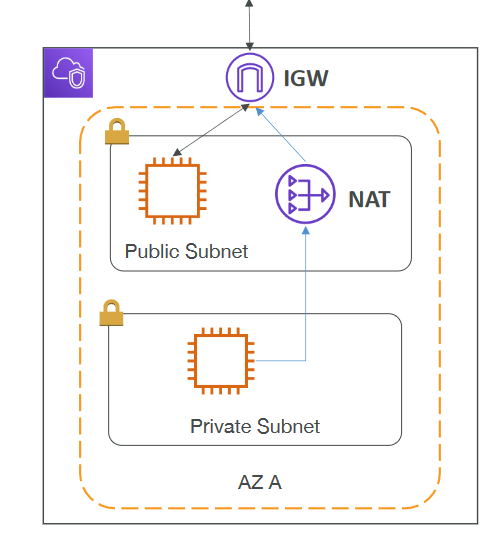 IGW
NAT
Public Subnet
Private Subnet
AZ A